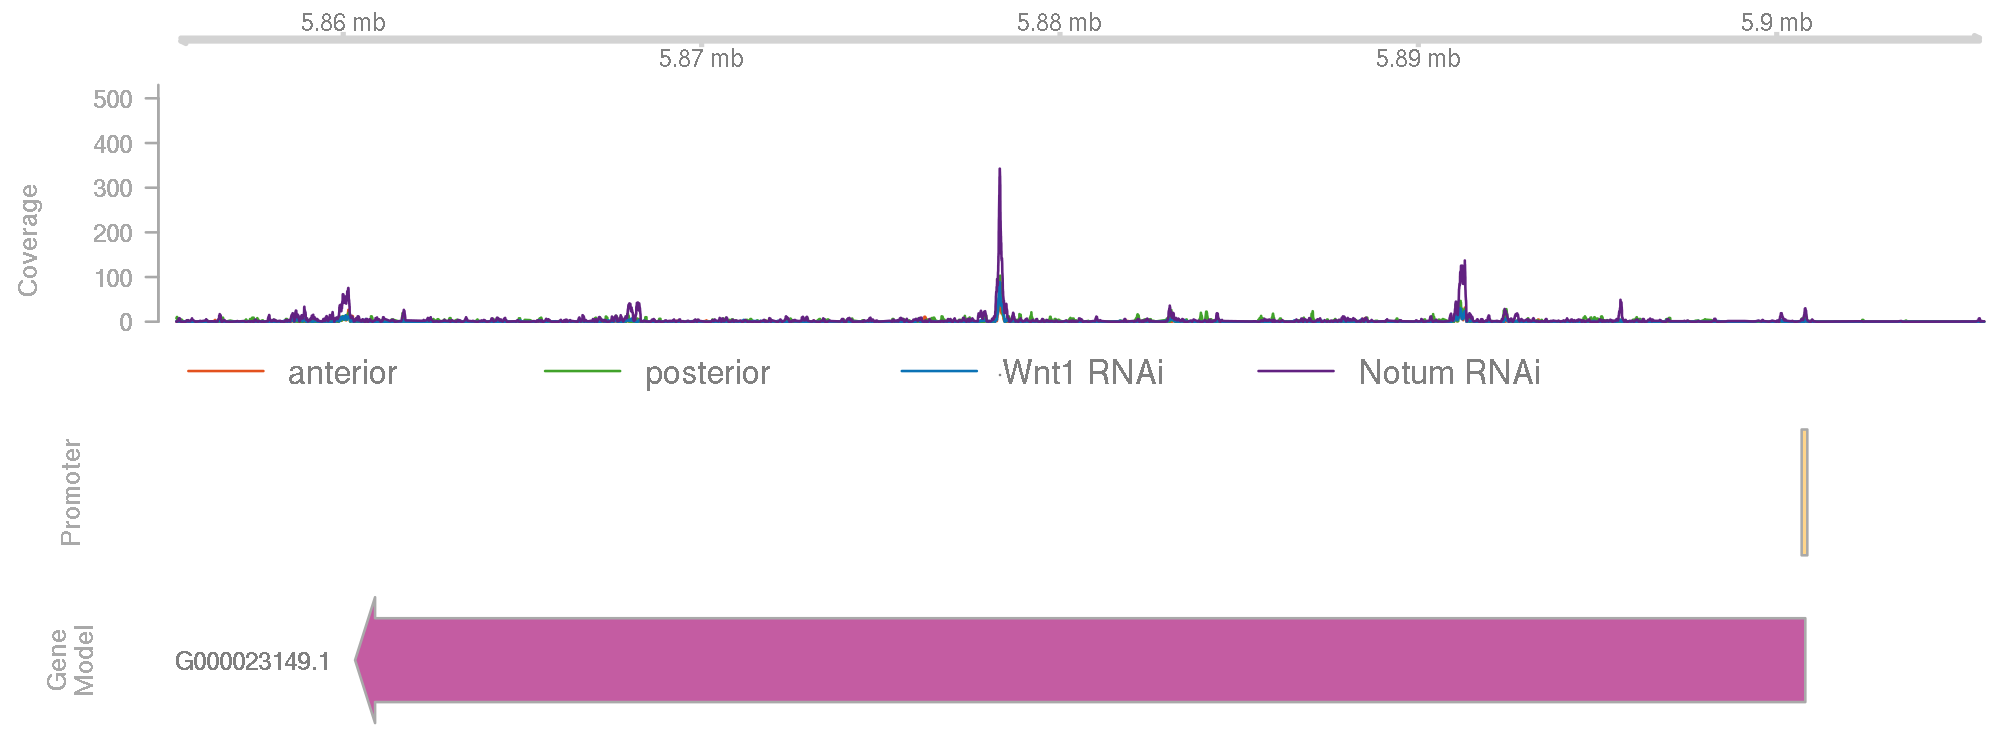 5.86 mb 5.88 mb 5.9 mb
5.87 mb 5.89 mb
500
400
300
200
100
0
Coverage
anterior posterior Wnt1 RNAi Notum RNAi
Promoter
Gene
Model
G000023149.1